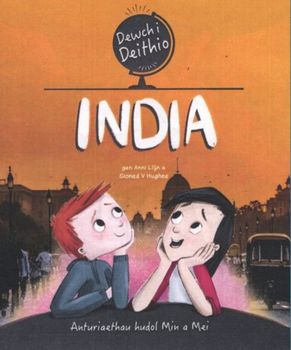 Dewch i
Deithio
INDIA
gan Anni Llŷn a
Sioned V Hughes
Anturiaethau hudol Min a Mei